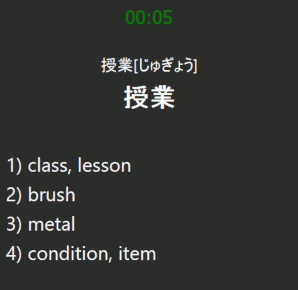 00:05
授業[じゅぎょう]
授業
1) class, lesson
2) brush
3) metal
4) condition, item